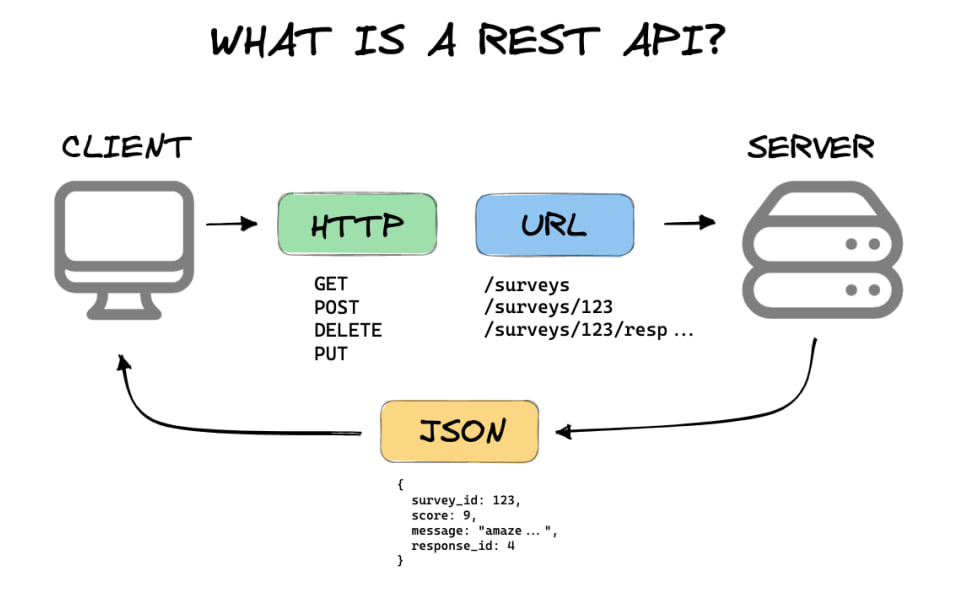 WHAT IS A REST API?
CLIENT
SERVER
HTTP
URL
GET
POST
DELETE
PUT
/surveys
/surveys/123
/surveys/123/resp...
JSON
{
survey_id: 123,
score: 9,
message: "amaze...",
response_id: 4
}